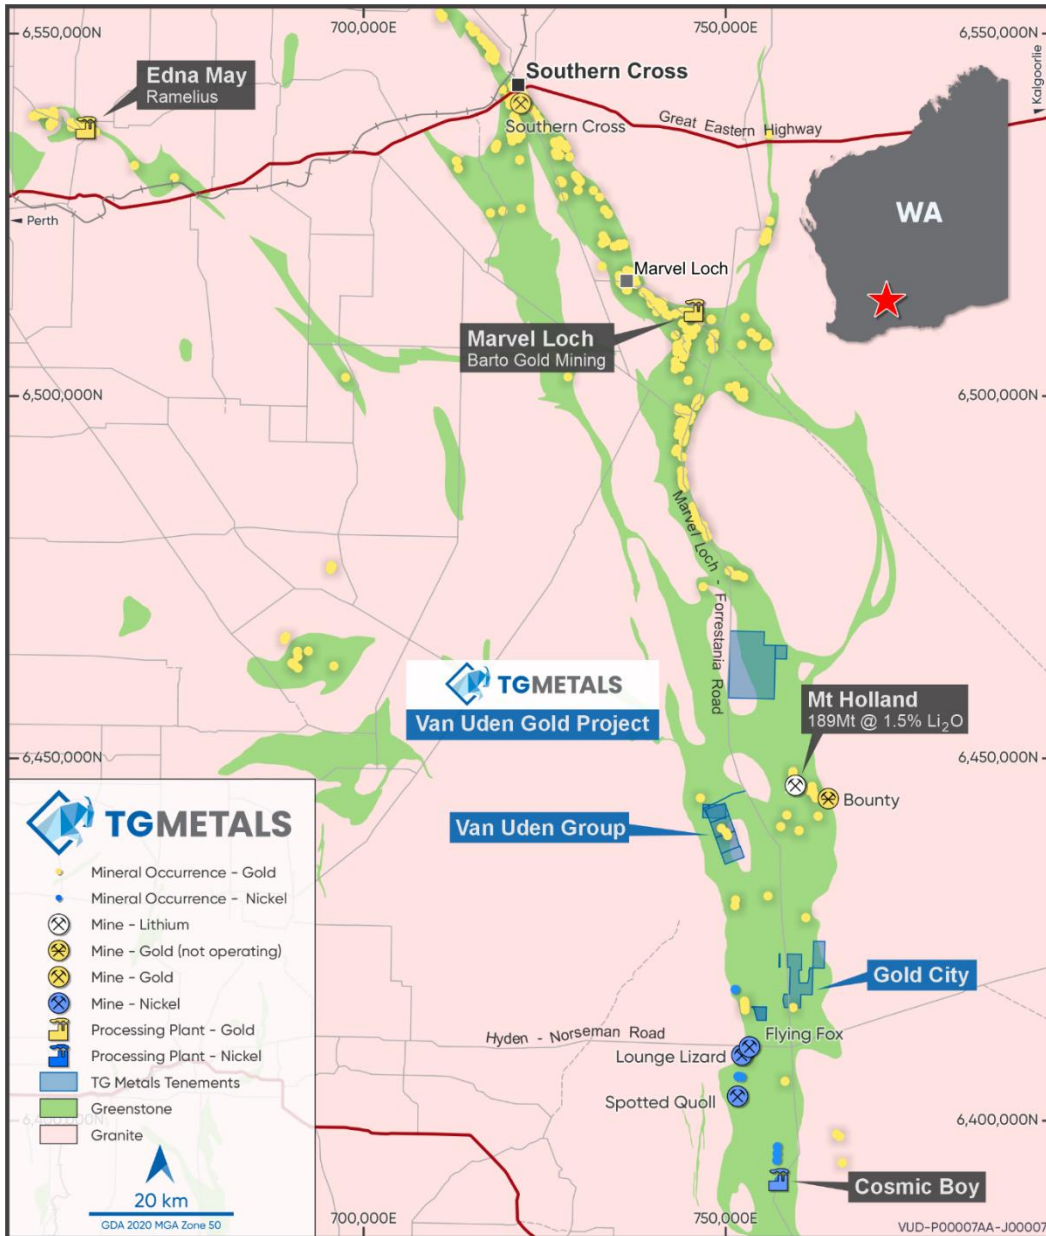 6,550,000N
700,000E
750,000E
6,550,000N
Kalgoorlie
Edna May
Ramelius
Southern Cross
Southern Cross
Great Eastern Highway
Perth
WA
Marvel Loch
Marvel Loch
Barto Gold Mining
6,500,000N
6,500,000N
Marvel Loch - Forrestania Road
TGMETALS
Van Uden Gold Project
Mt Holland
189Mt @ 1.5% Li₂O
6,450,000N
6,450,000N
Bounty
Van Uden Group
Gold City
Hyden - Norseman Road
Flying Fox
Lounge Lizard
Spotted Quoll
6,400,000N
6,400,000N
Cosmic Boy
TGMETALS
Mineral Occurrence - Gold
Mineral Occurrence - Nickel
Mine - Lithium
Mine - Gold (not operating)
Mine - Gold
Mine - Nickel
Processing Plant - Gold
Processing Plant - Nickel
TG Metals Tenements
Greenstone
Granite
20 km
GDA 2020 MGA Zone 50
700,000E
750,000E
VUD-P00007AA-J00007